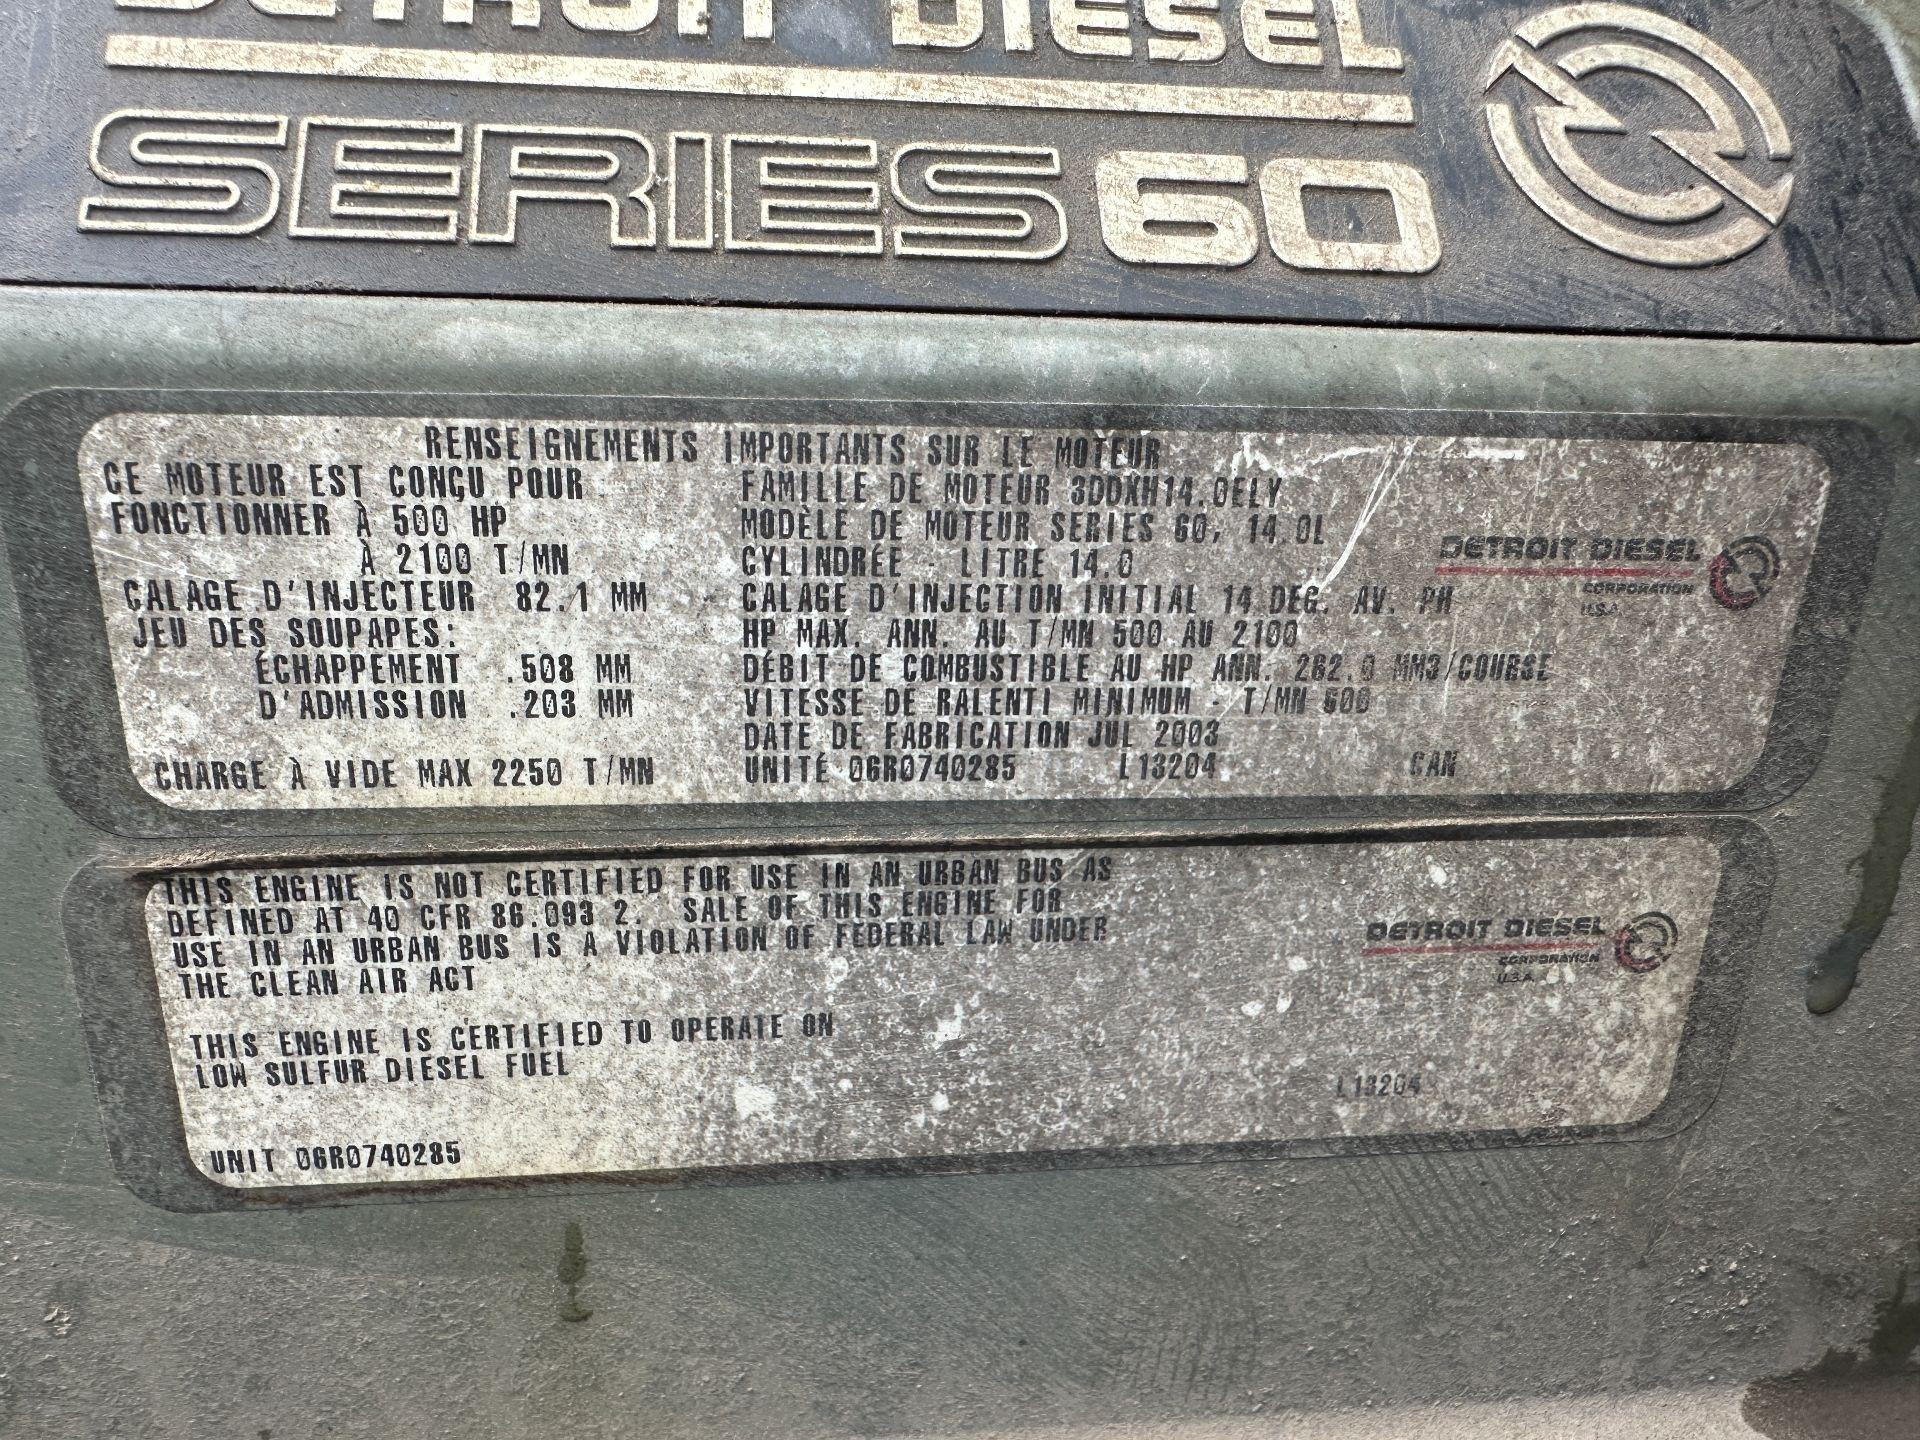 DETROIT DIESEL
SERIES 60
RENSEIGNEMENTS IMPORTANTS SUR LE MOTEUR
CE MOTEUR EST CONÇU POUR
FONCTIONNER À 500 HP
À 2100 T/MN
CALAGE D'INJECTEUR 82.1 MM
JEU DES SOUPAPES:
ÉCHAPPEMENT .508 MM
D'ADMISSION .203 MM
CHARGE À VIDE MAX 2250 T/MN
FAMILLE DE MOTEUR 3DDXH14.0ELY
MODÈLE DE MOTEUR SERIES 60, 14.0L
CYLINDRÉE - LITRE 14.0
CALAGE D'INJECTION INITIAL 14 DEG. AV. PH
HP MAX. ANN. AU T/MN 500 AU 2100
DÉBIT DE COMBUSTIBLE AU HP ANN. 262.0 MM3/COURSE
VITESSE DE RALENTI MINIMUM - T/MN 600
DATE DE FABRICATION JUL 2003
UNITÉ 06R0740285 L13204 CAN
DETROIT DIESEL
CORPORATION
U.S.A.
THIS ENGINE IS NOT CERTIFIED FOR USE IN AN URBAN BUS AS
DEFINED AT 40 CFR 86.093 2. SALE OF THIS ENGINE FOR
USE IN AN URBAN BUS IS A VIOLATION OF FEDERAL LAW UNDER
THE CLEAN AIR ACT
THIS ENGINE IS CERTIFIED TO OPERATE ON
LOW SULFUR DIESEL FUEL
UNIT 06R0740285
DETROIT DIESEL
CORPORATION
U.S.A.
L13204